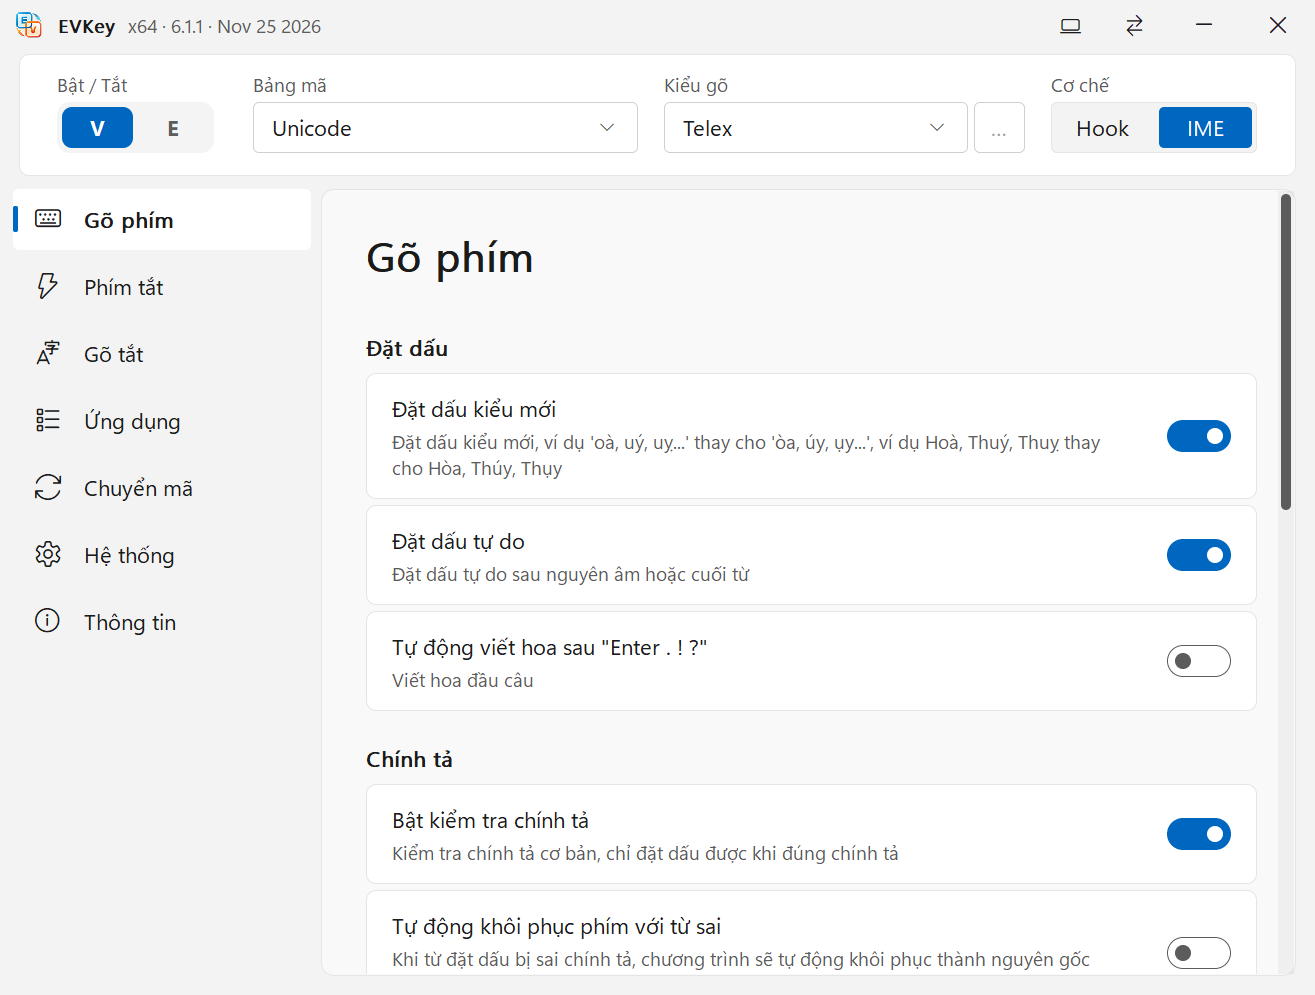 EVKey x64 · 6.1.1 · Nov 25 2026
Bật / Tắt
Bảng mã
Kiểu gõ
Cơ chế
V
E
Unicode
Telex
...
Hook
IME
Gõ phím
Phím tắt
Gõ tắt
Ứng dụng
Chuyển mã
Hệ thống
Thông tin
Gõ phím
Đặt dấu
Đặt dấu kiểu mới
Đặt dấu kiểu mới, ví dụ 'oà, uý, uỵ...' thay cho 'òa, úy, ụy...', ví dụ Hoà, Thuý, Thuỵ thay
cho Hòa, Thúy, Thụy
Đặt dấu tự do
Đặt dấu tự do sau nguyên âm hoặc cuối từ
Tự động viết hoa sau "Enter . ! ?"
Viết hoa đầu câu
Chính tả
Bật kiểm tra chính tả
Kiểm tra chính tả cơ bản, chỉ đặt dấu được khi đúng chính tả
Tự động khôi phục phím với từ sai
Khi từ đặt dấu bị sai chính tả, chương trình sẽ tự động khôi phục thành nguyên gốc